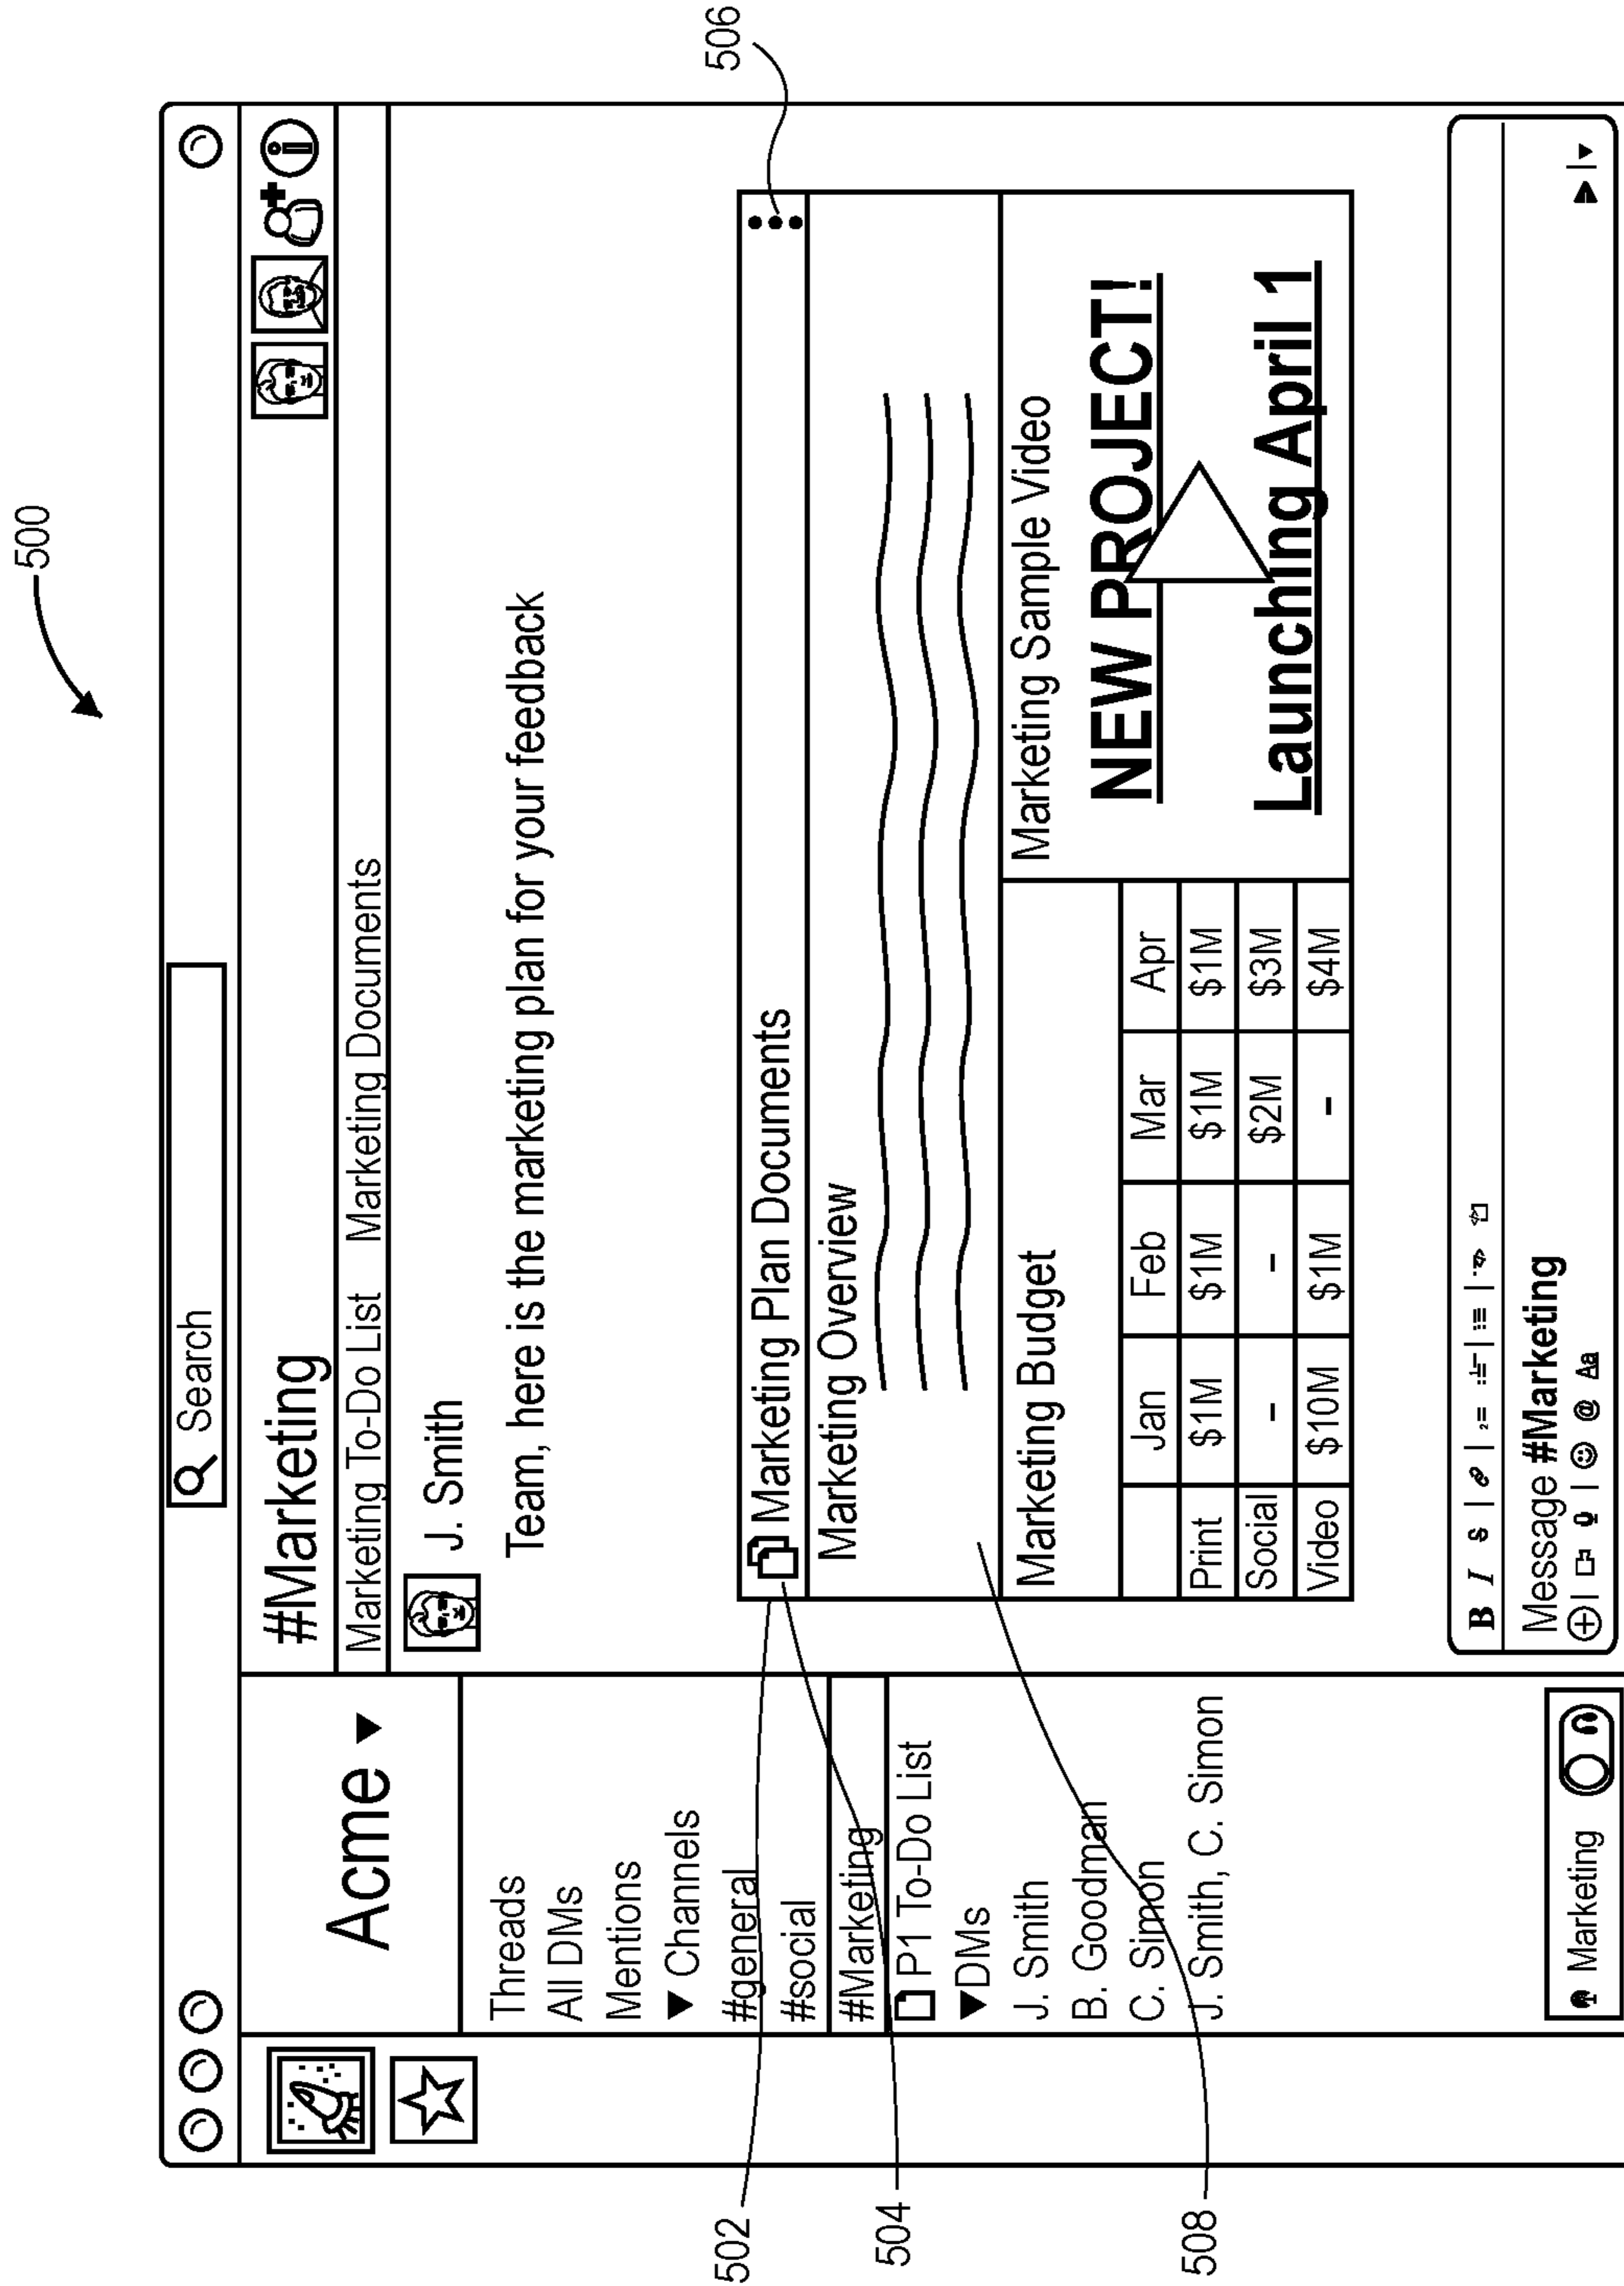 500
Search
Acme
#Marketing
Marketing To-Do List Marketing Documents
Threads
All DMs
Mentions
Channels
#general
#social
#Marketing
P1 To-Do List
DMs
J. Smith
B. Goodman
C. Simon
J. Smith, C. Simon
Marketing
J. Smith
Team, here is the marketing plan for your feedback
506
502
504
508
Marketing Plan Documents
Marketing Overview
Marketing Budget
Jan Feb Mar Apr
Print $1M $1M $1M $1M
Social - - $2M $3M
Video $10M $1M - $4M
Marketing Sample Video
NEW PROJECT!
Launching April 1
B I S
Message #Marketing
@ Aa